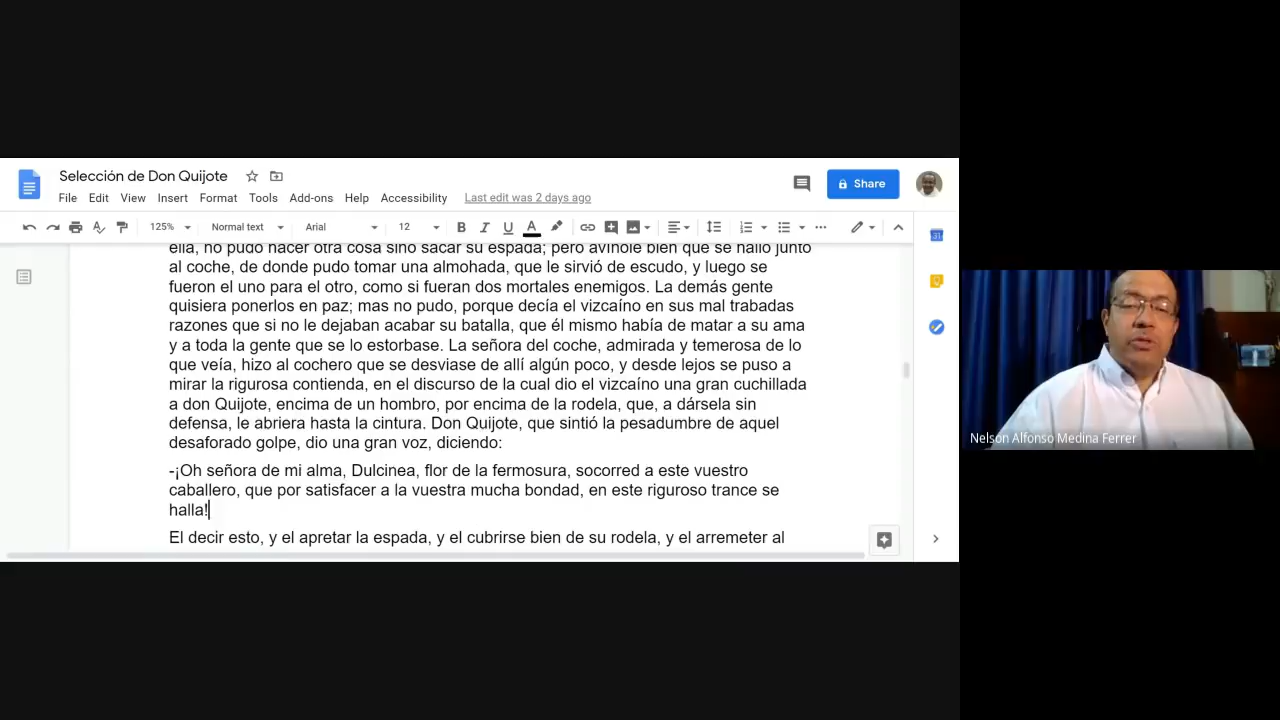 Selección de Don Quijote
File Edit View Insert Format Tools Add-ons Help Accessibility Last edit was 2 days ago
Share
125% Normal text Arial 12 B I U A
31
ella, no pudo hacer otra cosa sino sacar su espada; pero avínole bien que se halló junto
al coche, de donde pudo tomar una almohada, que le sirvió de escudo, y luego se
fueron el uno para el otro, como si fueran dos mortales enemigos. La demás gente
quisiera ponerlos en paz; mas no pudo, porque decía el vizcaíno en sus mal trabadas
razones que si no le dejaban acabar su batalla, que él mismo había de matar a su ama
y a toda la gente que se lo estorbase. La señora del coche, admirada y temerosa de lo
que veía, hizo al cochero que se desviase de allí algún poco, y desde lejos se puso a
mirar la rigurosa contienda, en el discurso de la cual dio el vizcaíno una gran cuchillada
a don Quijote, encima de un hombro, por encima de la rodela, que, a dársela sin
defensa, le abriera hasta la cintura. Don Quijote, que sintió la pesadumbre de aquel
desaforado golpe, dio una gran voz, diciendo:
-¡Oh señora de mi alma, Dulcinea, flor de la fermosura, socorred a este vuestro
caballero, que por satisfacer a la vuestra mucha bondad, en este riguroso trance se
halla!
El decir esto, y el apretar la espada, y el cubrirse bien de su rodela, y el arremeter al
Nelson Alfonso Medina Ferrer